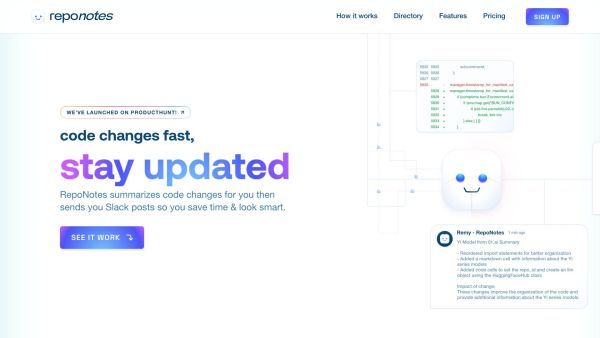 reponotes
How it works
Directory
Features
Pricing
SIGN UP
WE'VE LAUNCHED ON PRODUCTHUNT!
code changes fast,
stay updated
RepoNotes summarizes code changes for you then
sends you Slack posts so you save time & look smart.
SEE IT WORK
Remy - RepoNotes 1 min ago
Yi Model from 01.ai Summary
- Reordered import statements for better organization
- Added a markdown cell with information about the Yi
series models
- Added code cells to set the repo_id and create an llm
object using the HuggingFaceHub class
Impact of change:
These changes improve the organization of the code and
provide additional information about the Yi series models.